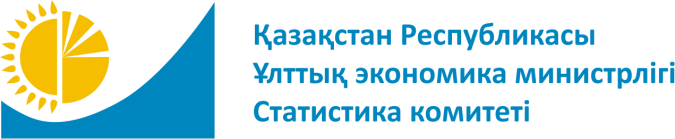 Қазақстан Республикасы
Ұлттық экономика министрлігі
Статистика комитеті